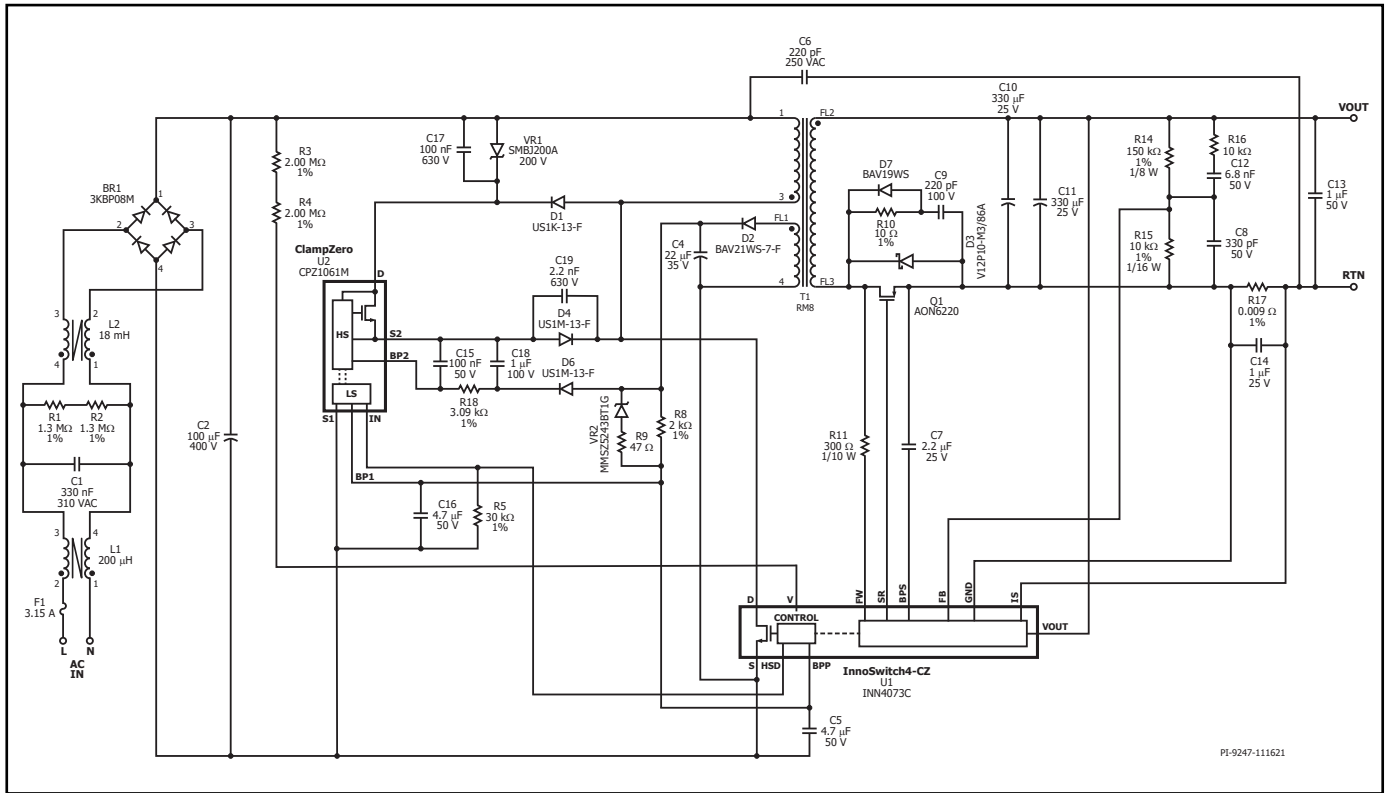 C6
220 pF
250 VAC
C10
330 µF
25 V
VOUT
1
FL2
C17
100 nF
630 V
VR1
SMBJ200A
200 V
R3
2.00 MΩ
1%
R14
150 kΩ
1%
1/8 W
R16
10 kΩ
C12
6.8 nF
50 V
D7
BAV19WS
C9
220 pF
100 V
BR1
3KBP08M
1
2
3
4
R4
2.00 MΩ
1%
3
D1
US1K-13-F
FL1
D2
BAV21WS-7-F
C4
22 µF
35 V
R10
10 Ω
1%
D3
V12P10-M3/86A
C11
330 µF
25 V
C13
1 µF
50 V
R15
10 kΩ
1%
1/16 W
C8
330 pF
50 V
ClampZero
U2
CPZ1061M
D
C19
2.2 nF
630 V
4
FL3
T1
RM8
Q1
AON6220
RTN
R17
0.009 Ω
1%
C14
1 µF
25 V
3
2
L2
18 mH
4
1
HS
S2
BP2
D4
US1M-13-F
C15
100 nF
50 V
C18
1 µF
100 V
D6
US1M-13-F
LS
S1
IN
R18
3.09 kΩ
1%
R1
1.3 MΩ
1%
R2
1.3 MΩ
1%
C2
100 µF
400 V
VR2
MMSZ5243BT1G
R9
47 Ω
R8
2 kΩ
1%
R11
300 Ω
1/10 W
C7
2.2 µF
25 V
C1
330 nF
310 VAC
BP1
C16
4.7 µF
50 V
R5
30 kΩ
1%
3
4
L1
200 µH
2
1
F1
3.15 A
L
N
AC
IN
D
V
FW
SR
BPS
FB
GND
IS
CONTROL
VOUT
S
HSD
BPP
InnoSwitch4-CZ
U1
INN4073C
C5
4.7 µF
50 V
PI-9247-111621